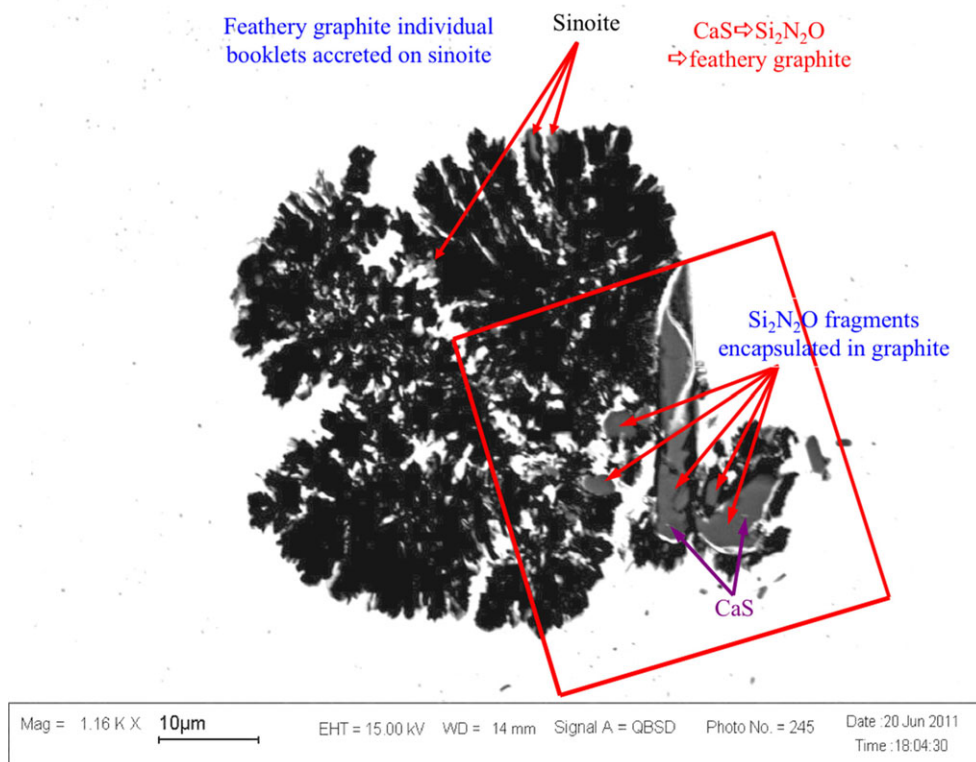 Feathery graphite individual
booklets accreted on sinoite
Sinoite
CaS⇨Si₂N₂O
⇨feathery graphite
Si₂N₂O fragments
encapsulated in graphite
CaS
Mag = 1.16 K X 10µm EHT = 15.00 kV WD = 14 mm Signal A = QBSD Photo No. = 245 Date :20 Jun 2011
Time :18:04:30